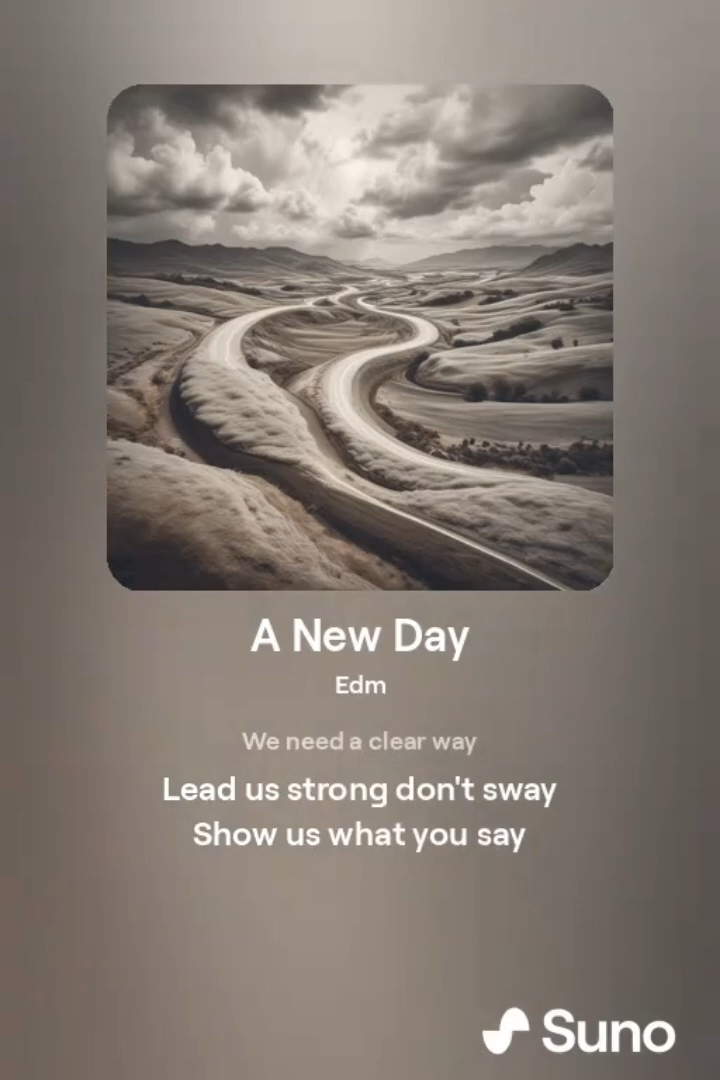 A New Day
Edm
We need a clear way
Lead us strong don't sway
Show us what you say
Suno